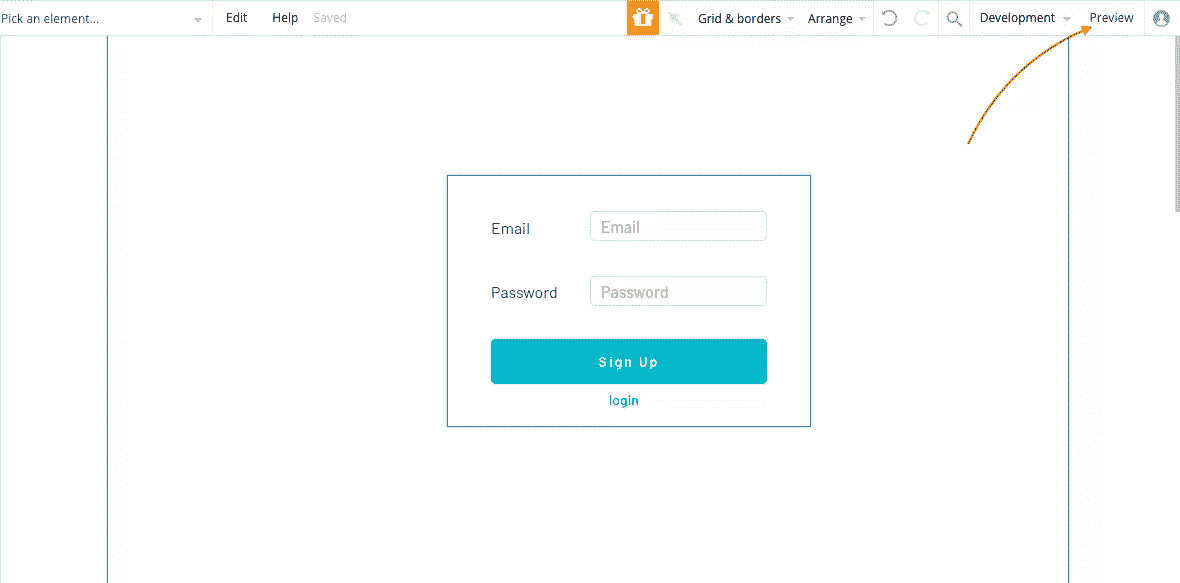 Pick an element... Edit Help Saved Grid & borders Arrange Development Preview
Email Email
Password Password
Sign Up
login